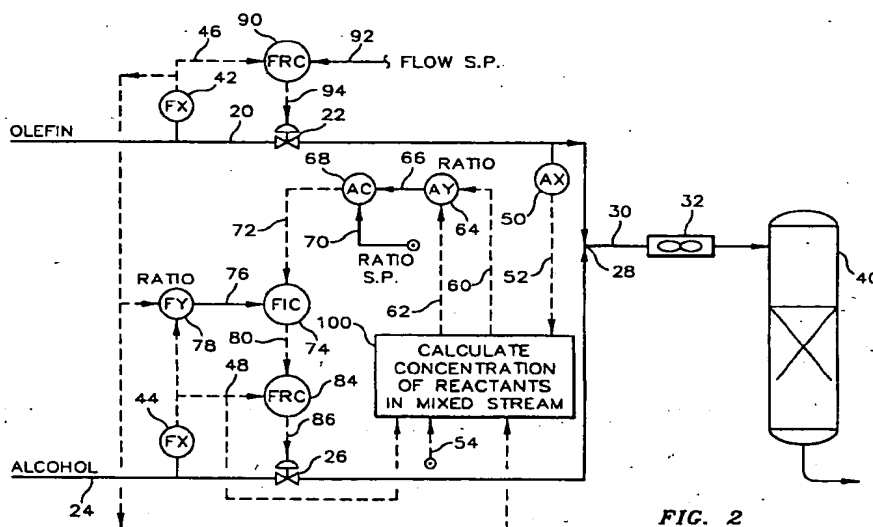 90
46
92
FRC
FLOW S.P.
42
94
FX
20
22
OLEFIN
RATIO
68
66
AC
AY
AX
30
32
64
50
72
70
28
RATIO
S.P.
52
40
RATIO
76
60
62
FY
FIC
100
78
80
74
CALCULATE
CONCENTRATION
OF REACTANTS
IN MIXED STREAM
48
84
FRC
44
86
FX
54
26
ALCOHOL
24
FIG. 2